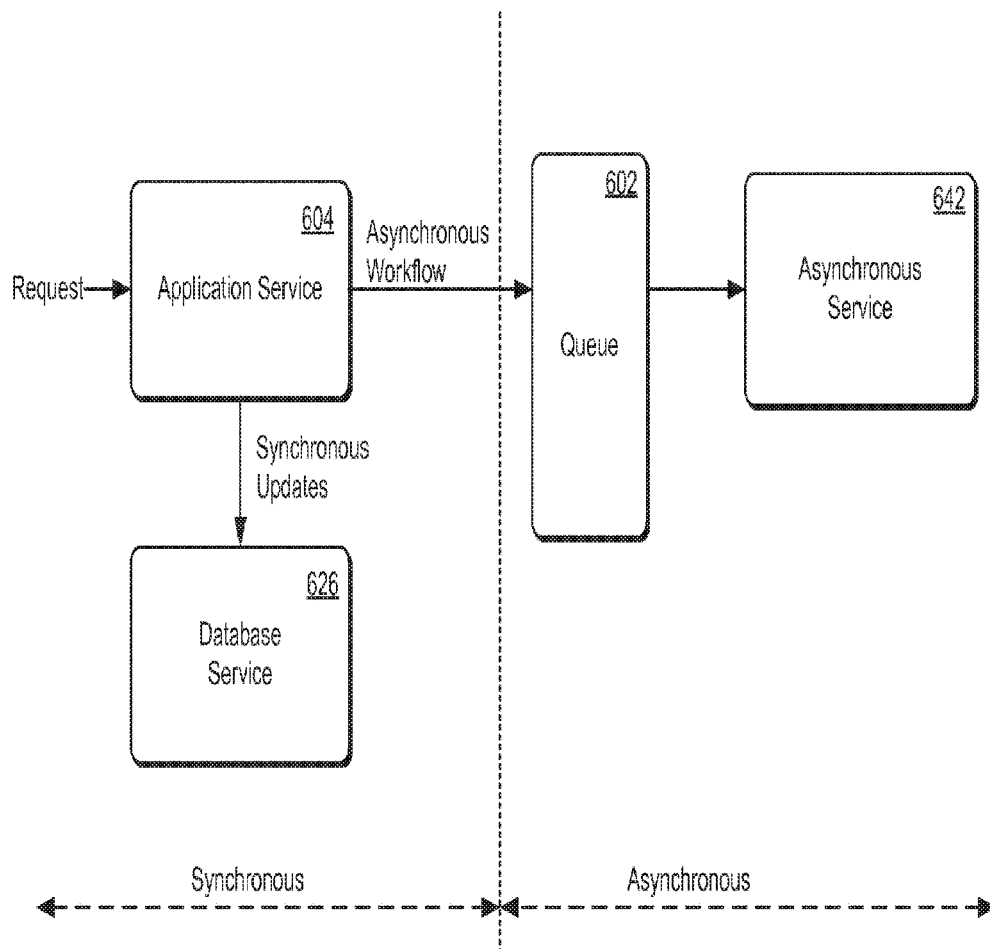 602
642
604
Asynchronous
Workflow
Request
Application Service
Asynchronous
Service
Queue
Synchronous
Updates
626
Database
Service
Synchronous
Asynchronous